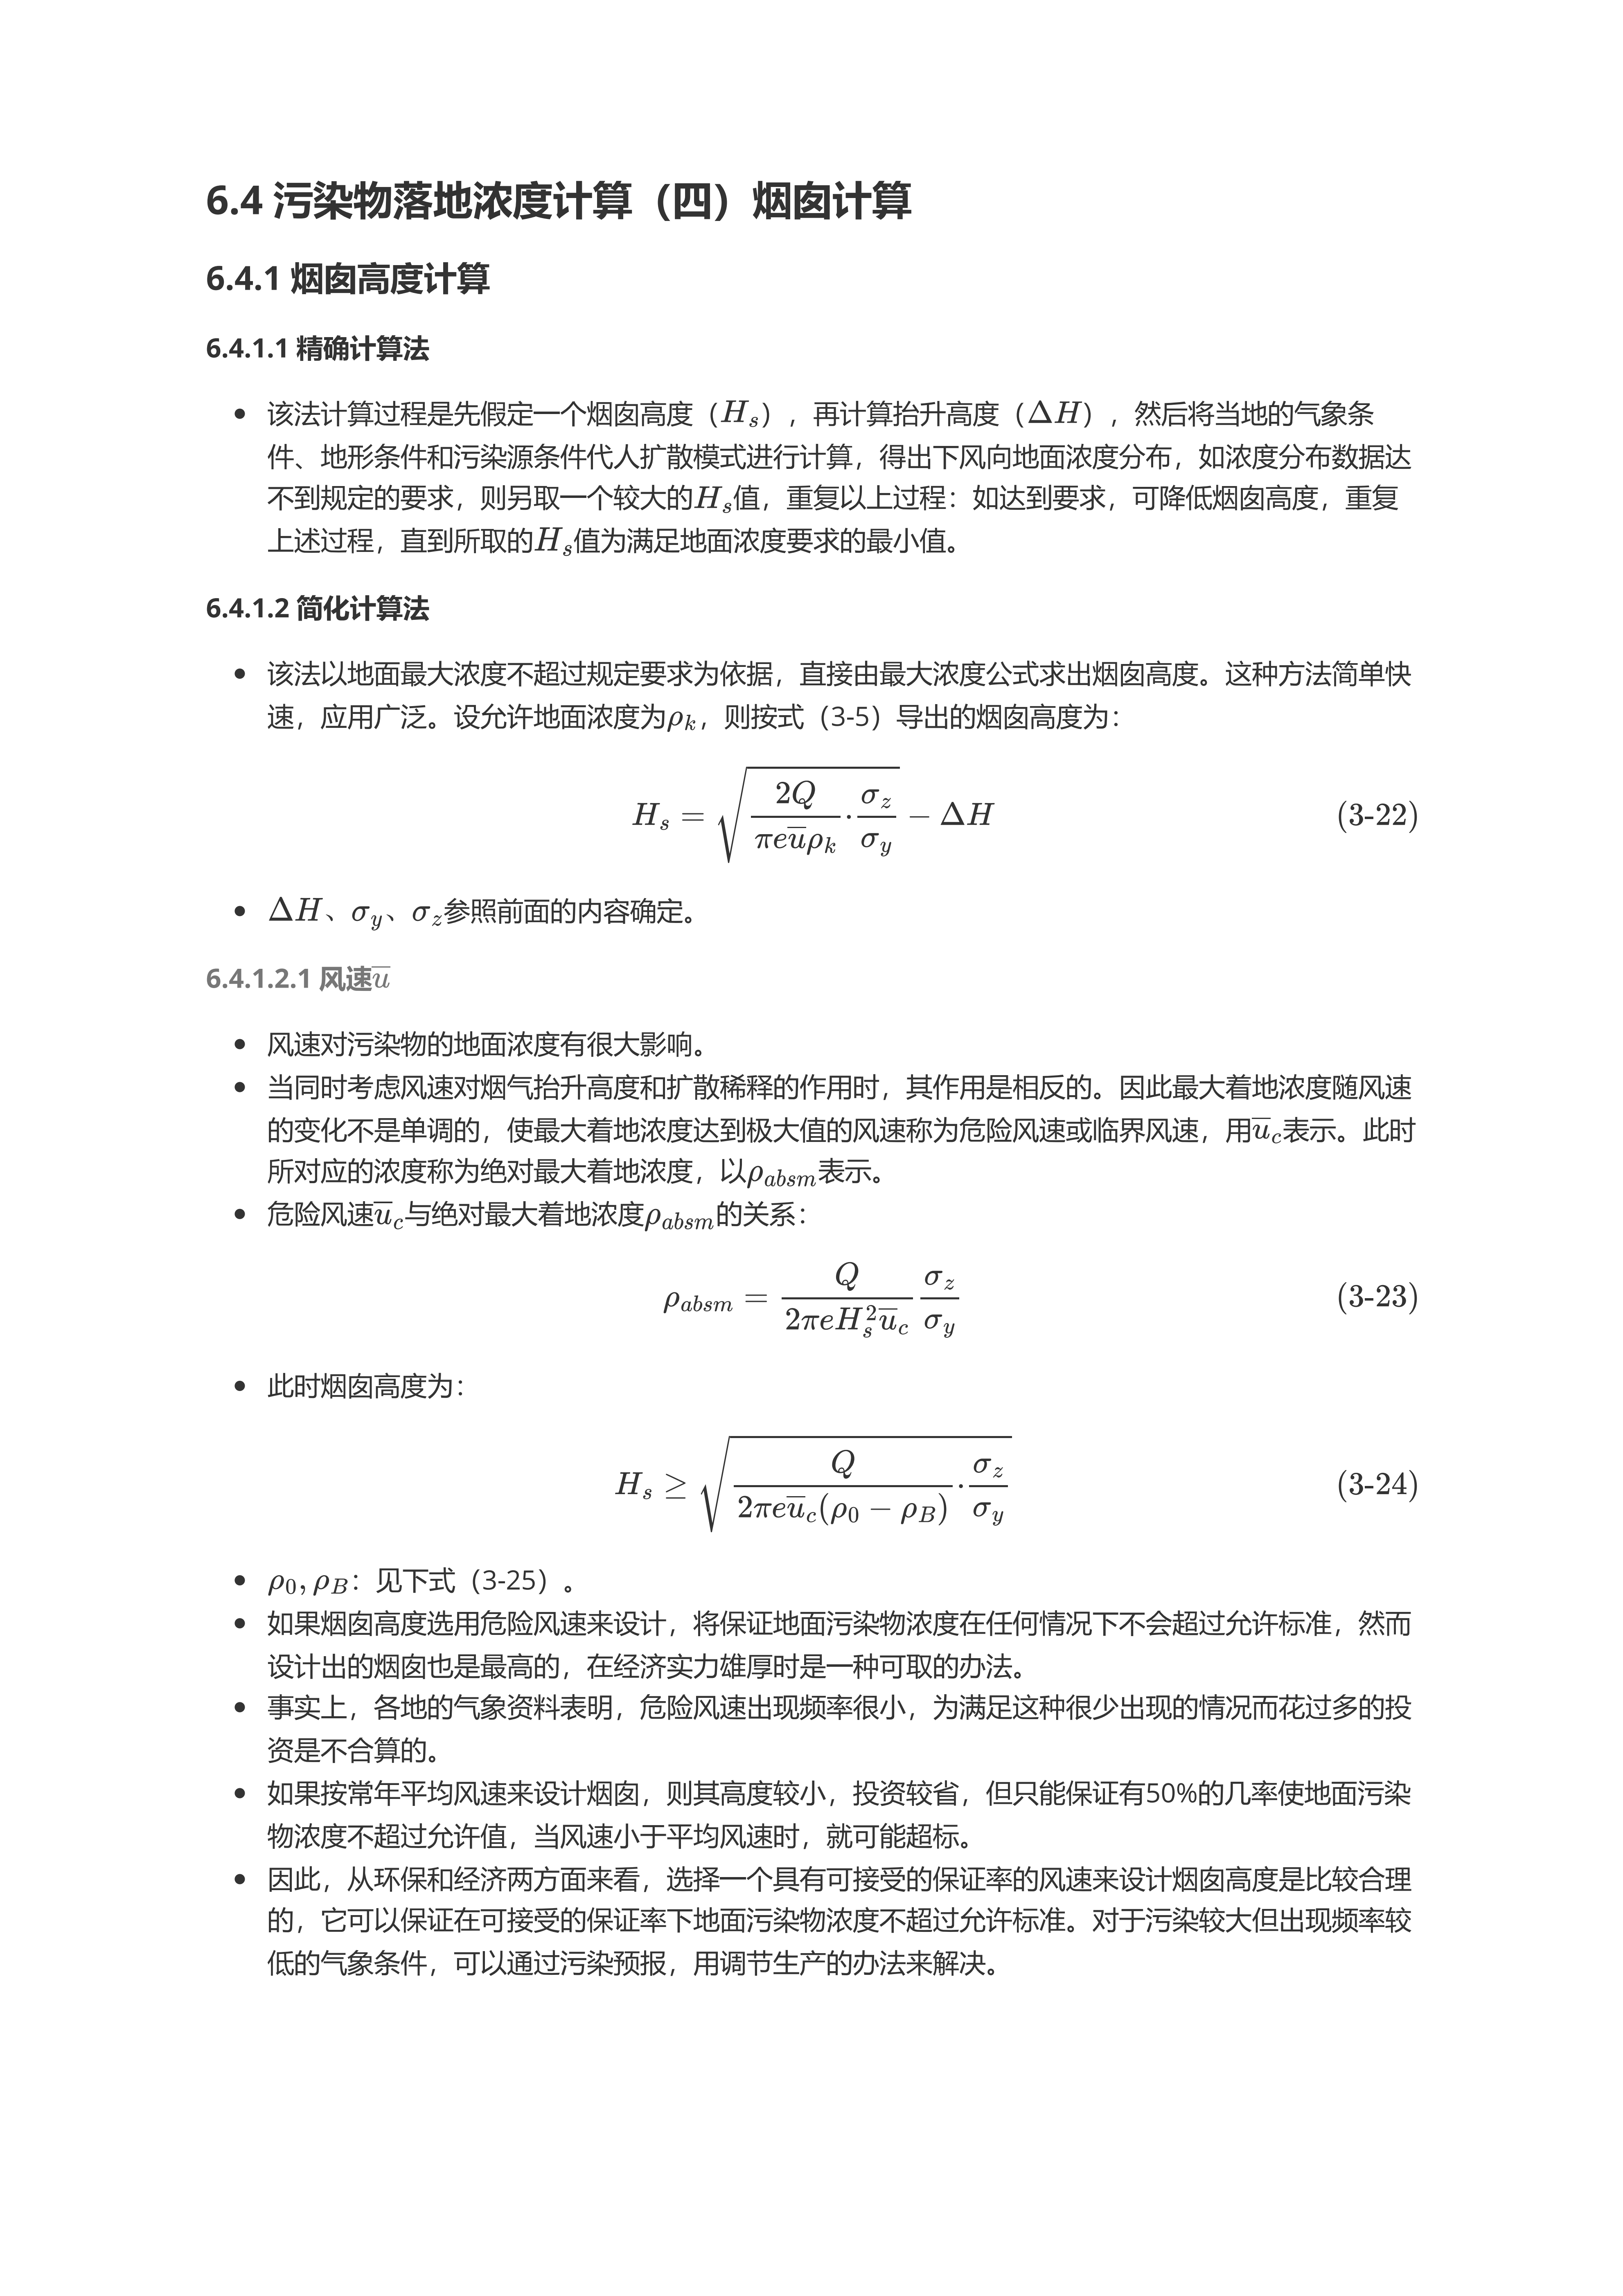 6.4 污染物落地浓度计算（四）烟囱计算
6.4.1 烟囱高度计算
6.4.1.1 精确计算法
• 该法计算过程是先假定一个烟囱高度（$H_s$），再计算抬升高度（$\Delta H$），然后将当地的气象条
件、地形条件和污染源条件代人扩散模式进行计算，得出下风向地面浓度分布，如浓度分布数据达
不到规定的要求，则另取一个较大的$H_s$值，重复以上过程：如达到要求，可降低烟囱高度，重复
上述过程，直到所取的$H_s$值为满足地面浓度要求的最小值。
6.4.1.2 简化计算法
• 该法以地面最大浓度不超过规定要求为依据，直接由最大浓度公式求出烟囱高度。这种方法简单快
速，应用广泛。设允许地面浓度为$\rho_k$，则按式（3-5）导出的烟囱高度为：
$H_s = \sqrt{\frac{2Q}{\pi e \overline{u} \rho_k} \cdot \frac{\sigma_z}{\sigma_y}} - \Delta H$ (3-22)
• $\Delta H$、$\sigma_y$、$\sigma_z$参照前面的内容确定。
6.4.1.2.1 风速$\overline{u}$
• 风速对污染物的地面浓度有很大影响。
• 当同时考虑风速对烟气抬升高度和扩散稀释的作用时，其作用是相反的。因此最大着地浓度随风速
的变化不是单调的，使最大着地浓度达到极大值的风速称为危险风速或临界风速，用$\overline{u}_c$表示。此时
所对应的浓度称为绝对最大着地浓度，以$\rho_{absm}$表示。
• 危险风速$\overline{u}_c$与绝对最大着地浓度$\rho_{absm}$的关系：
$\rho_{absm} = \frac{Q}{2\pi e H_s^2 \overline{u}_c} \frac{\sigma_z}{\sigma_y}$ (3-23)
• 此时烟囱高度为：
$H_s \geq \sqrt{\frac{Q}{2\pi e \overline{u}_c (\rho_0 - \rho_B)} \cdot \frac{\sigma_z}{\sigma_y}}$ (3-24)
• $\rho_0, \rho_B$：见下式（3-25）。
• 如果烟囱高度选用危险风速来设计，将保证地面污染物浓度在任何情况下不会超过允许标准，然而
设计出的烟囱也是最高的，在经济实力雄厚时是一种可取的办法。
• 事实上，各地的气象资料表明，危险风速出现频率很小，为满足这种很少出现的情况而花过多的投
资是不合算的。
• 如果按常年平均风速来设计烟囱，则其高度较小，投资较省，但只能保证有50%的几率使地面污染
物浓度不超过允许值，当风速小于平均风速时，就可能超标。
• 因此，从环保和经济两方面来看，选择一个具有可接受的保证率的风速来设计烟囱高度是比较合理
的，它可以保证在可接受的保证率下地面污染物浓度不超过允许标准。对于污染较大但出现频率较
低的气象条件，可以通过污染预报，用调节生产的办法来解决。